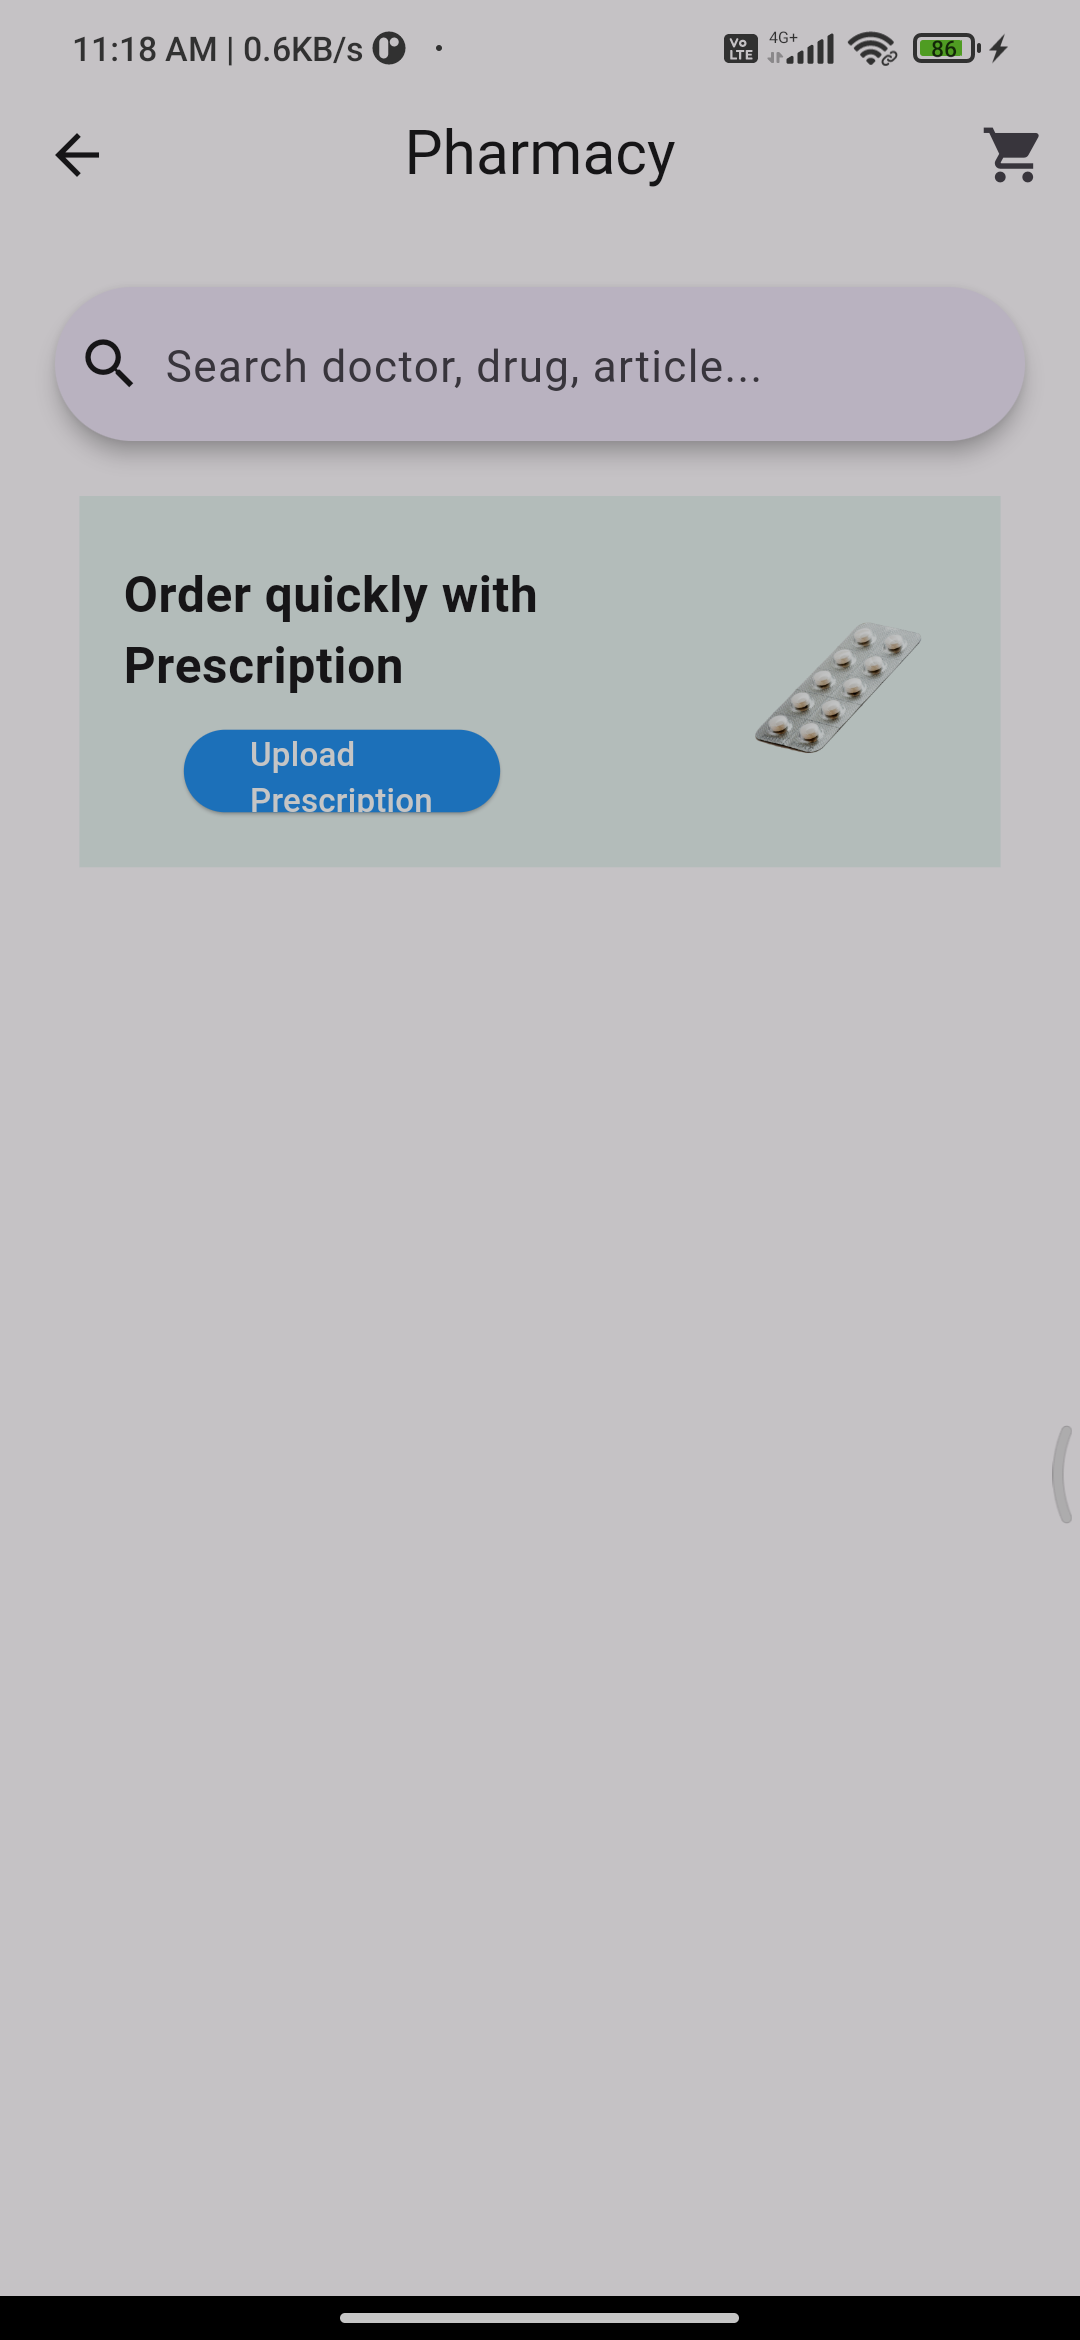 11:18 AM | 0.6KB/s
Vo LTE
4G+
86
Pharmacy
Search doctor, drug, article...
Order quickly with
Prescription
Upload
Prescription